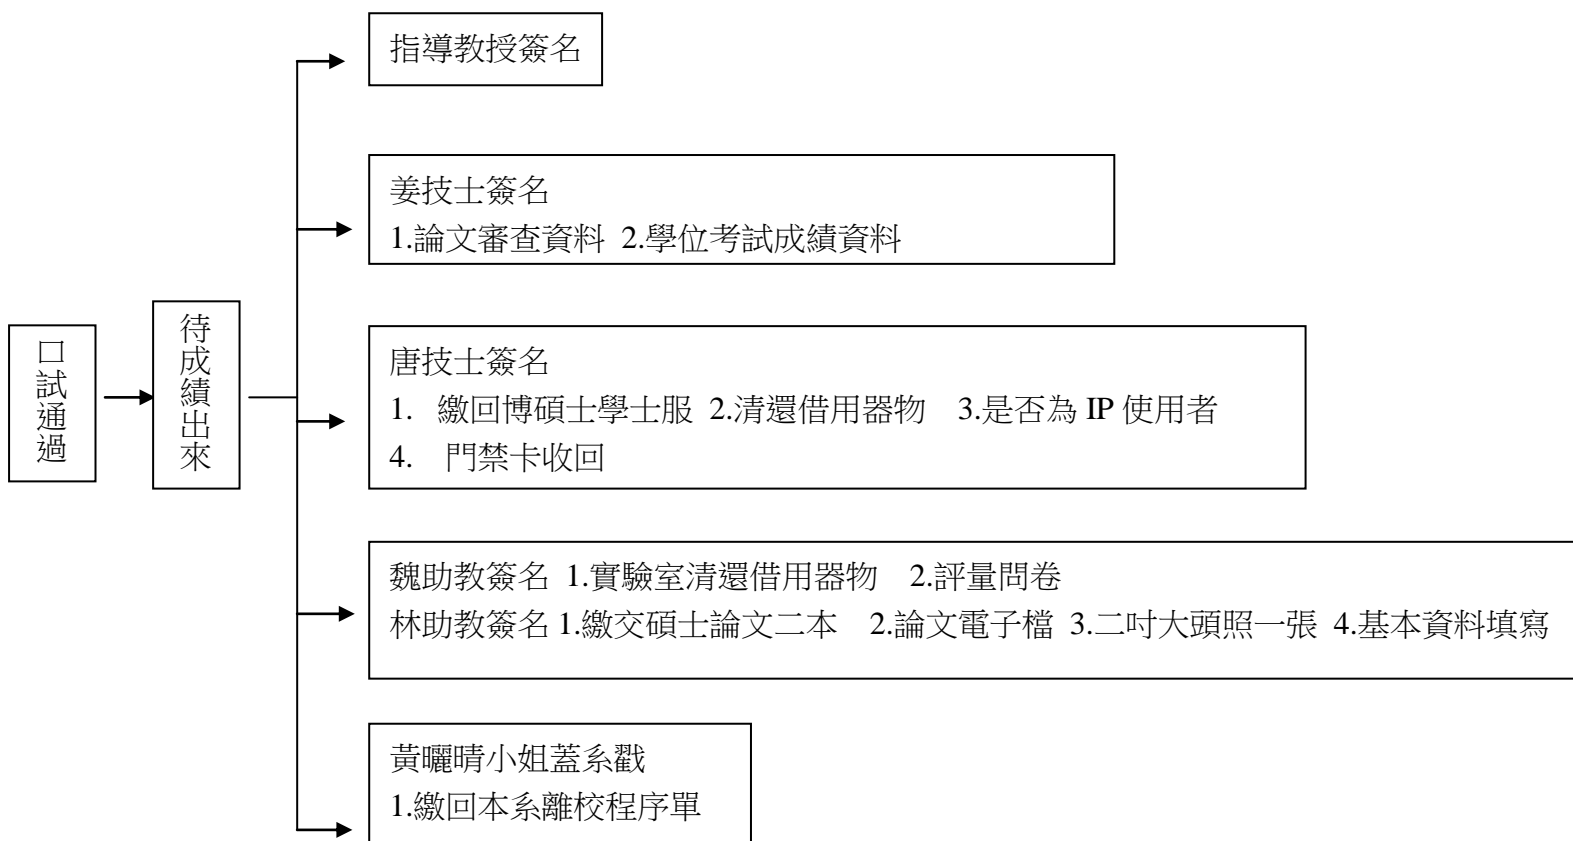 口試通過
待成績出來
指導教授簽名
姜技士簽名
1.論文審查資料 2.學位考試成績資料
唐技士簽名
1. 繳回博碩士學士服 2.清還借用器物 3.是否為 IP 使用者
4. 門禁卡收回
魏助教簽名 1.實驗室清還借用器物 2.評量問卷
林助教簽名 1.繳交碩士論文二本 2.論文電子檔 3.二吋大頭照一張 4.基本資料填寫
黃曬晴小姐蓋系戳
1.繳回本系離校程序單